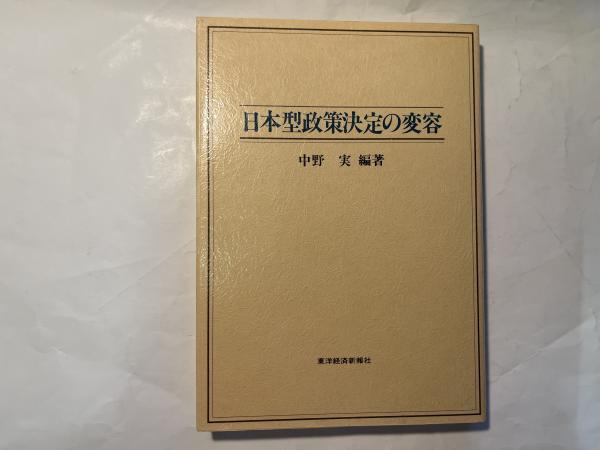 日本型政策決定の変容
中野 実 編著
東洋経済新報社